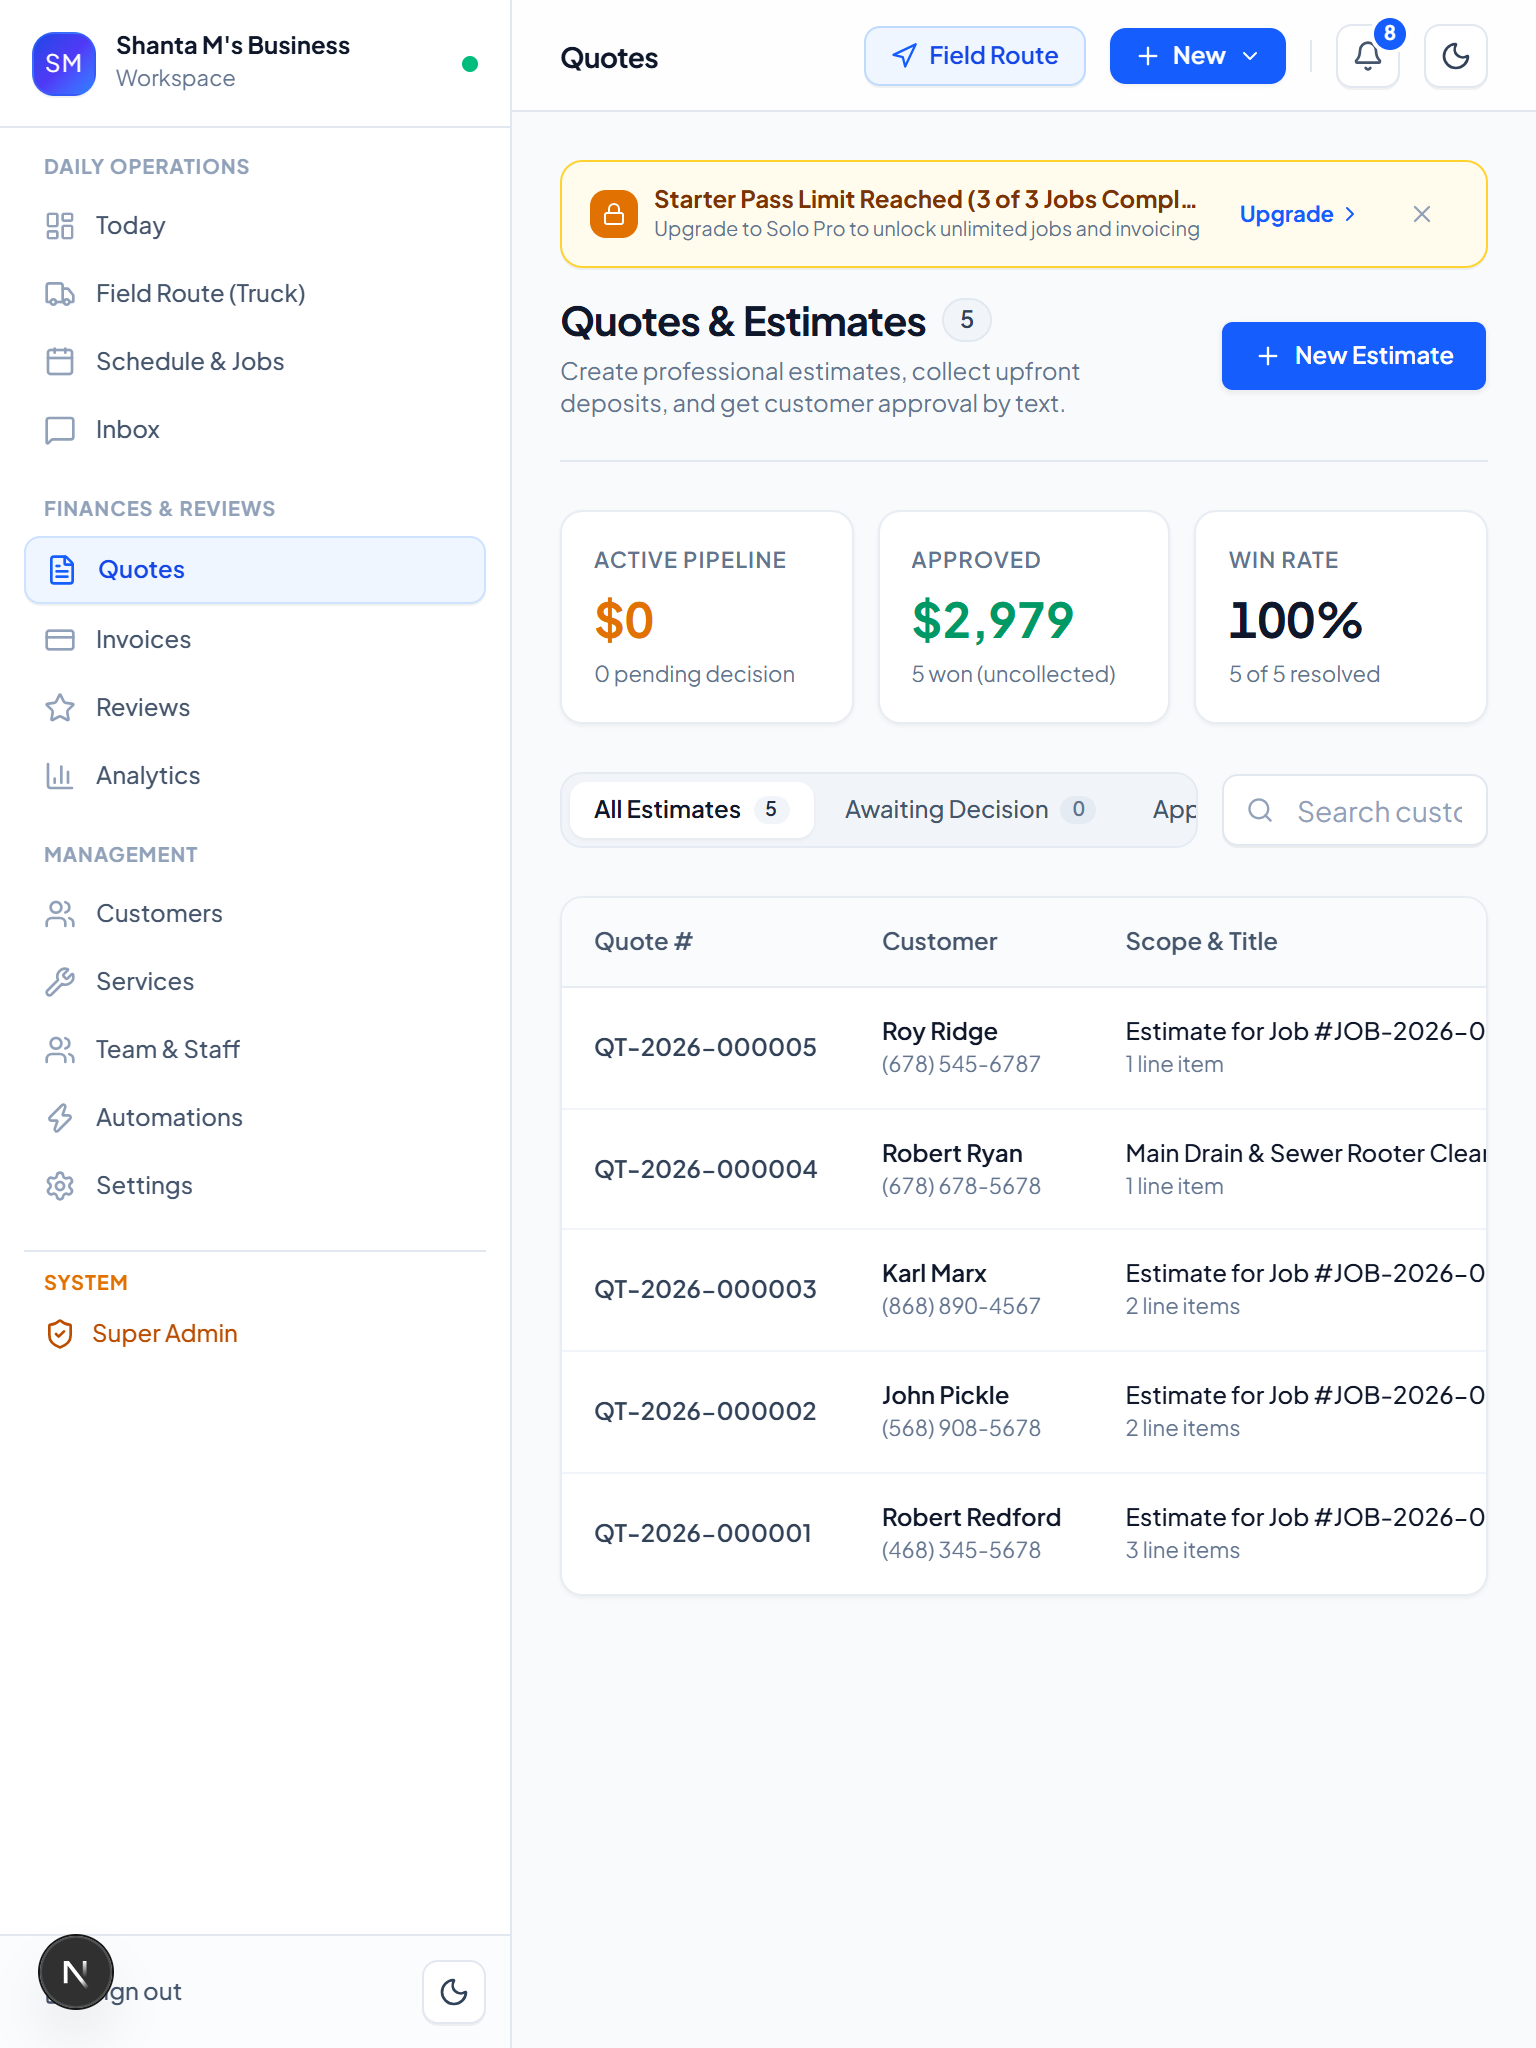 SM
Shanta M's Business
Workspace
DAILY OPERATIONS
Today
Field Route (Truck)
Schedule & Jobs
Inbox
FINANCES & REVIEWS
Quotes
Invoices
Reviews
Analytics
MANAGEMENT
Customers
Services
Team & Staff
Automations
Settings
SYSTEM
Super Admin
N
gn out
Quotes
Field Route
New
8
Starter Pass Limit Reached (3 of 3 Jobs Compl...
Upgrade to Solo Pro to unlock unlimited jobs and invoicing
Upgrade
Quotes & Estimates 5
Create professional estimates, collect upfront
deposits, and get customer approval by text.
New Estimate
ACTIVE PIPELINE
$0
0 pending decision
APPROVED
$2,979
5 won (uncollected)
WIN RATE
100%
5 of 5 resolved
All Estimates 5 Awaiting Decision 0 App
Search custo
Quote # Customer Scope & Title
QT-2026-000005
Roy Ridge
(678) 545-6787
Estimate for Job #JOB-2026-0
1 line item
QT-2026-000004
Robert Ryan
(678) 678-5678
Main Drain & Sewer Rooter Clea
1 line item
QT-2026-000003
Karl Marx
(868) 890-4567
Estimate for Job #JOB-2026-0
2 line items
QT-2026-000002
John Pickle
(568) 908-5678
Estimate for Job #JOB-2026-0
2 line items
QT-2026-000001
Robert Redford
(468) 345-5678
Estimate for Job #JOB-2026-0
3 line items